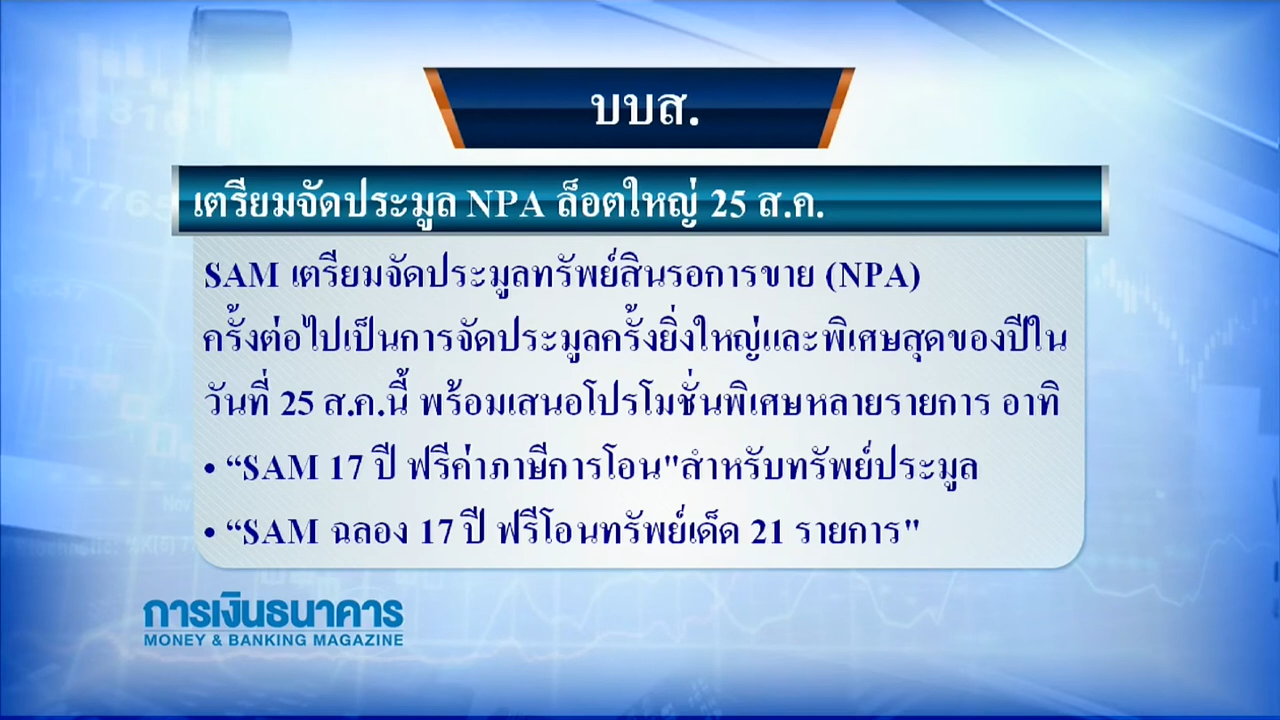 บบส.
เตรียมจัดประมูล NPA ล็อตใหญ่ 25 ส.ค.
SAM เตรียมจัดประมูลทรัพย์สินรอการขาย (NPA)
ครั้งต่อไปเป็นการจัดประมูลครั้งยิ่งใหญ่และพิเศษสุดของปีใน
วันที่ 25 ส.ค.นี้ พร้อมเสนอโปรโมชั่นพิเศษหลายรายการ อาทิ
• “SAM 17 ปี ฟรีค่าภาษีการโอน"สำหรับทรัพย์ประมูล
• “SAM ฉลอง 17 ปี ฟรีโอนทรัพย์เด็ด 21 รายการ"
การเงินธนาคาร
MONEY & BANKING MAGAZINE